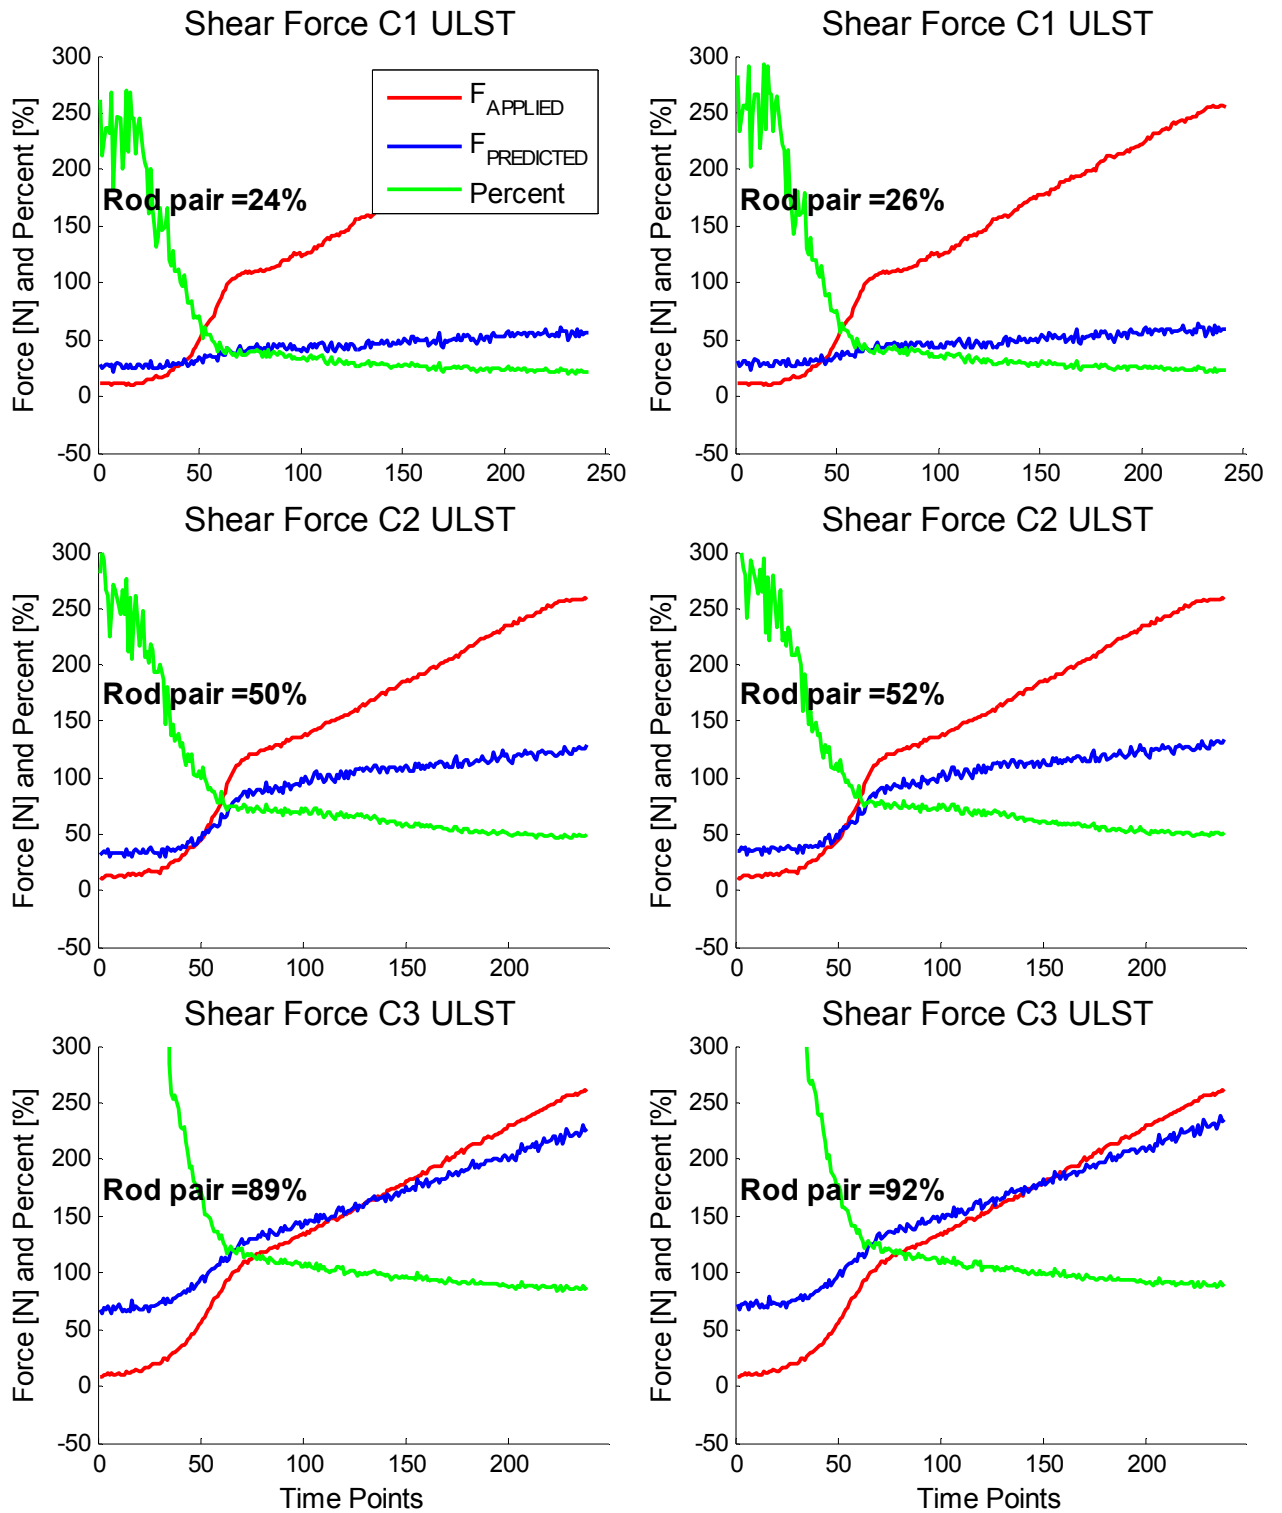 Shear Force C1 ULST
Force [N] and Percent [%]
300
250
200
150
100
50
0
-50
0 50 100 150 200 250
F APPLIED
F PREDICTED
Percent
Rod pair =24%
Shear Force C1 ULST
Force [N] and Percent [%]
300
250
200
150
100
50
0
-50
0 50 100 150 200 250
Rod pair =26%
Shear Force C2 ULST
Force [N] and Percent [%]
300
250
200
150
100
50
0
-50
0 50 100 150 200
Rod pair =50%
Shear Force C2 ULST
Force [N] and Percent [%]
300
250
200
150
100
50
0
-50
0 50 100 150 200
Rod pair =52%
Shear Force C3 ULST
Force [N] and Percent [%]
300
250
200
150
100
50
0
-50
0 50 100 150 200
Rod pair =89%
Time Points
Shear Force C3 ULST
Force [N] and Percent [%]
300
250
200
150
100
50
0
-50
0 50 100 150 200
Rod pair =92%
Time Points